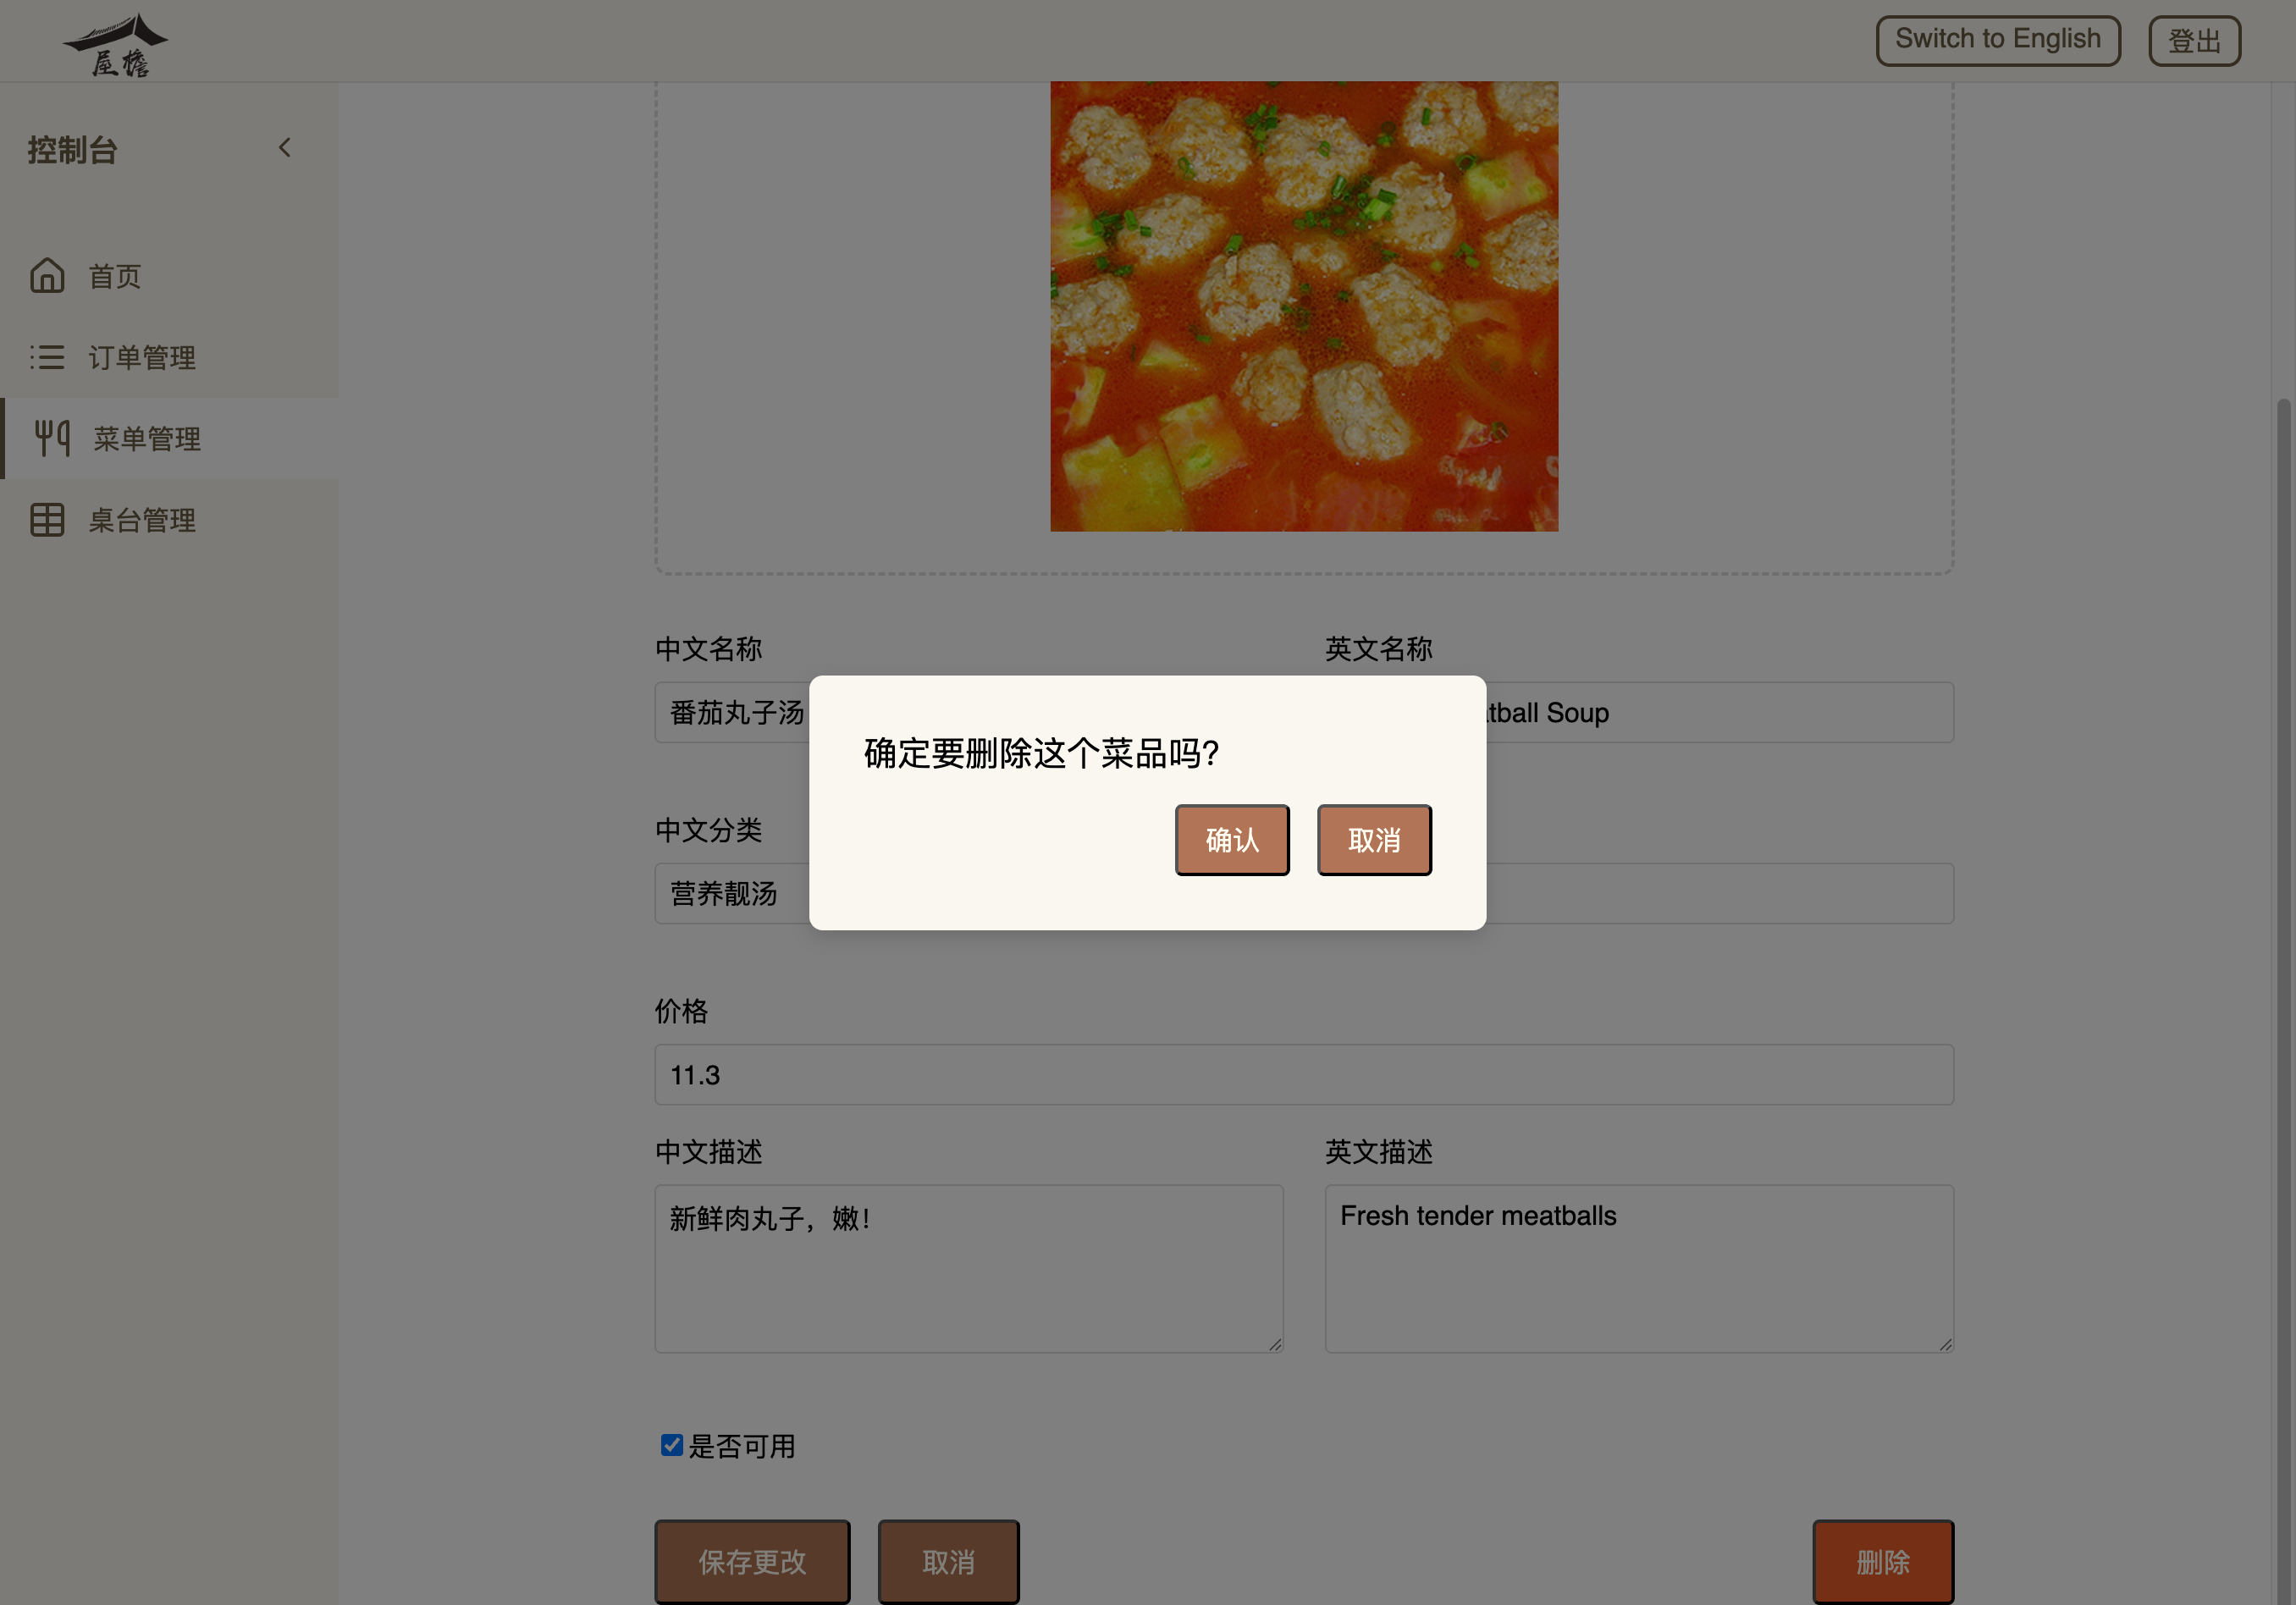 屋檐
Switch to English
登出
控制台
首页
订单管理
菜单管理
桌台管理
中文名称
英文名称
番茄丸子汤
tball Soup
确定要删除这个菜品吗?
确认
取消
中文分类
营养靓汤
价格
11.3
中文描述
英文描述
新鲜肉丸子，嫩！
Fresh tender meatballs
是否可用
保存更改
取消
删除